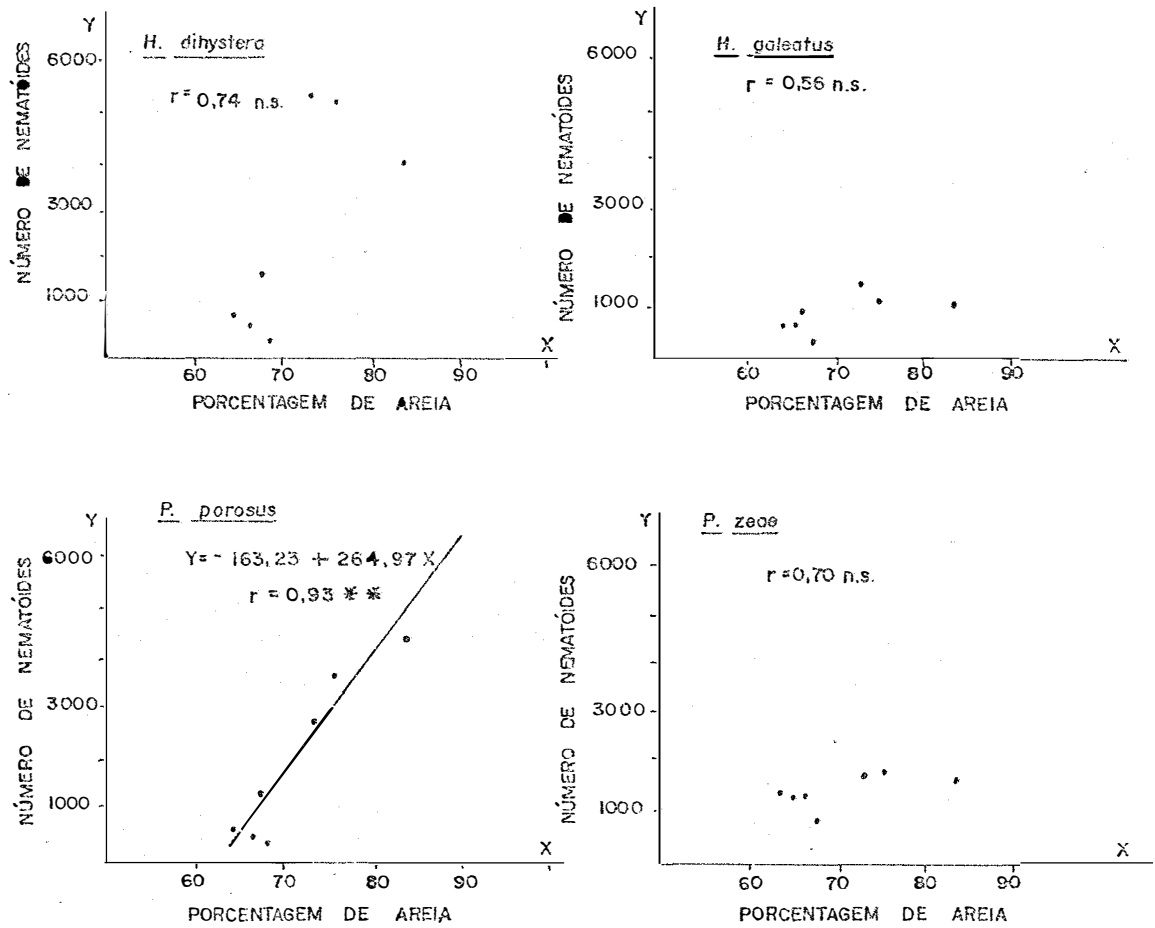 Y
H. dihystera
r = 0,74 n.s.
6000
3000
1000
NÚMERO DE NEMATÓIDES
X
60 70 80 90
PORCENTAGEM DE AREIA
Y
H. galeatus
r = 0,56 n.s.
6000
3000
1000
NÚMERO DE NEMATÓIDES
X
60 70 80 90
PORCENTAGEM DE AREIA
Y
P. porosus
Y = - 163,23 + 264,97 X
r = 0,93 * *
6000
3000
1000
NÚMERO DE NEMATÓIDES
X
60 70 80 90
PORCENTAGEM DE AREIA
Y
P. zeae
r = 0,70 n.s.
6000
3000
1000
NÚMERO DE NEMATÓIDES
X
60 70 80 90
PORCENTAGEM DE AREIA